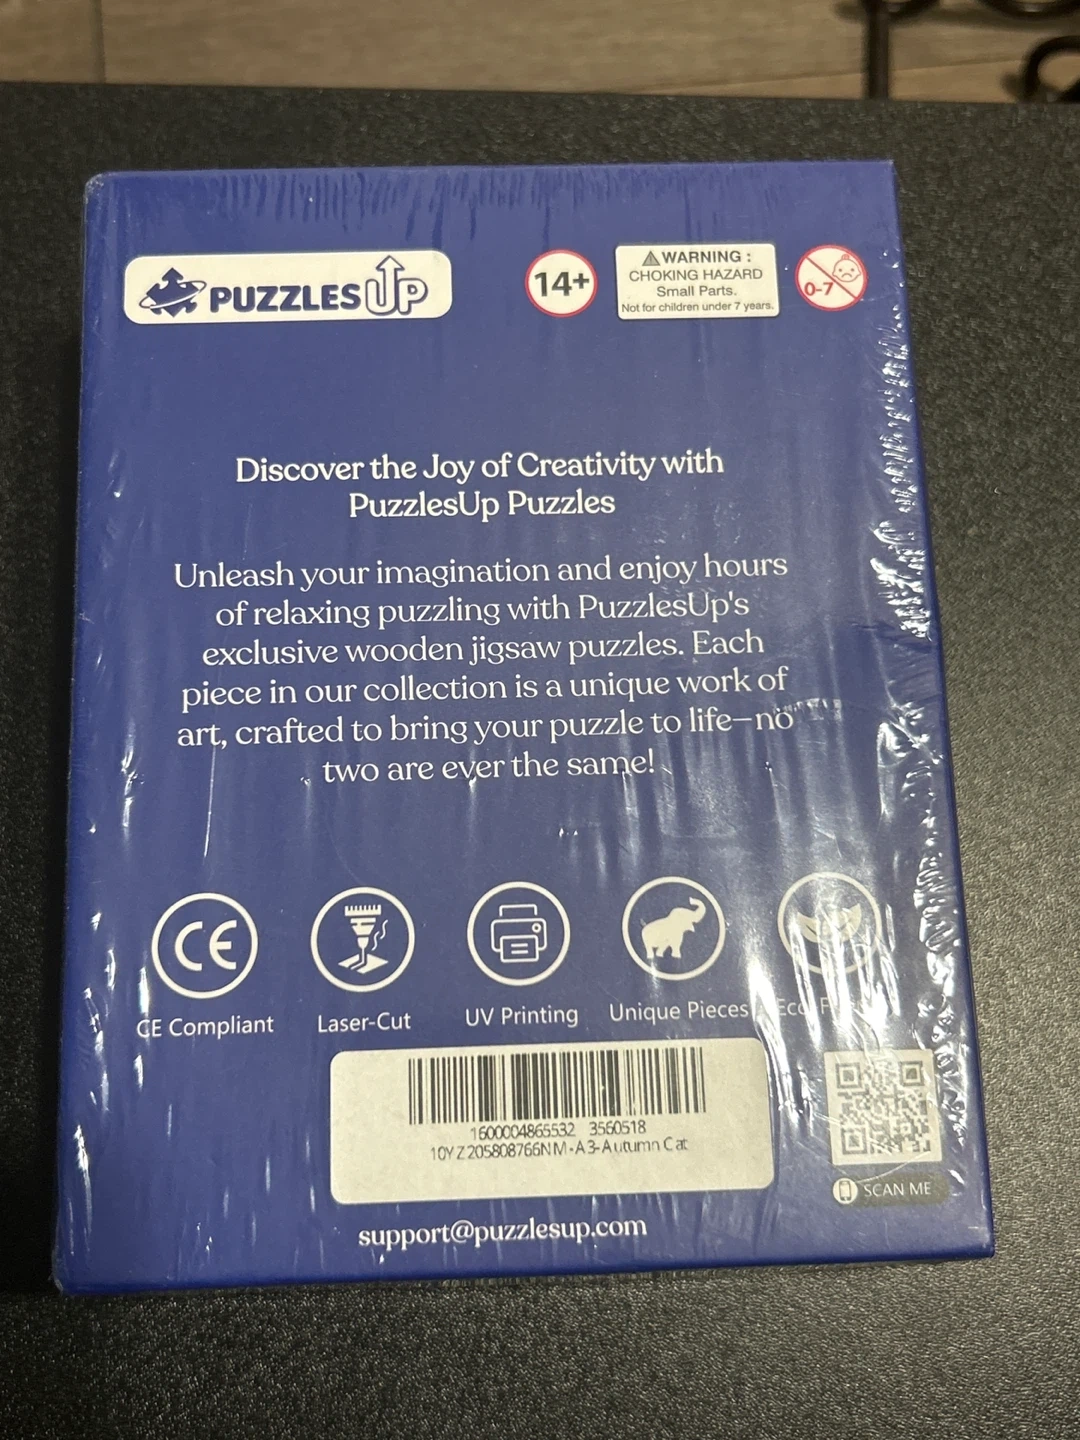 PUZZLESUP
14+
WARNING :
CHOKING HAZARD
Small Parts.
Not for children under 7 years.
0-7
Discover the Joy of Creativity with
PuzzlesUp Puzzles
Unleash your imagination and enjoy hours
of relaxing puzzling with PuzzlesUp's
exclusive wooden jigsaw puzzles. Each
piece in our collection is a unique work of
art, crafted to bring your puzzle to life—no
two are ever the same!
CE
CE Compliant
Laser-Cut
UV Printing
Unique Pieces
Eco
1600004865532 3560518
10YZ205808766NM-A3-Autumn Cat
SCAN ME
support@puzzlesup.com